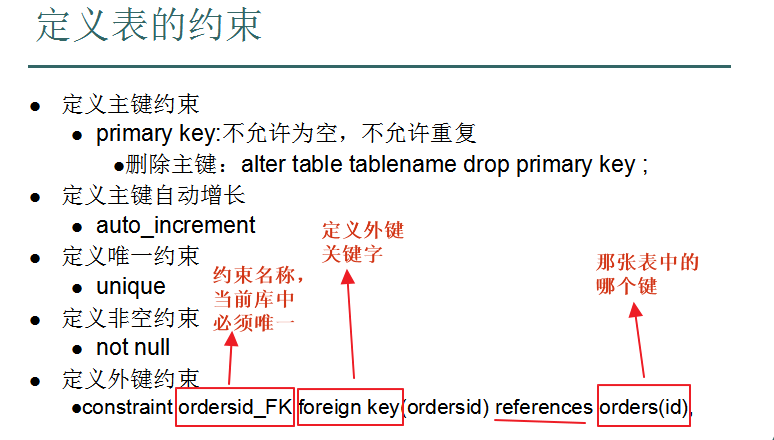 定义表的约束
定义主键约束
primary key:不允许为空，不允许重复
删除主键：alter table tablename drop primary key ;
定义主键自动增长
auto_increment
定义唯一约束
unique
定义非空约束
not null
定义外键约束
constraint ordersid_FK foreign key(ordersid) references orders(id),
约束名称，
当前库中
必须唯一
定义外键
关键字
那张表中的
哪个键